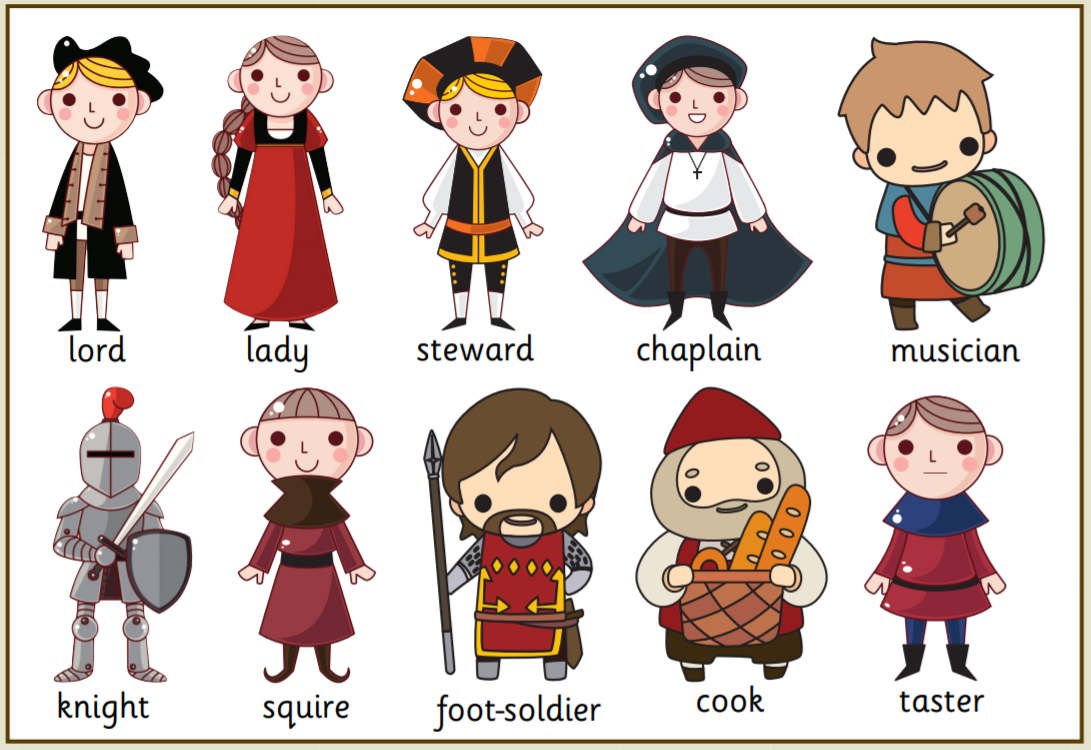 lord
lady
steward
chaplain
musician
knight
squire
foot-soldier
cook
taster